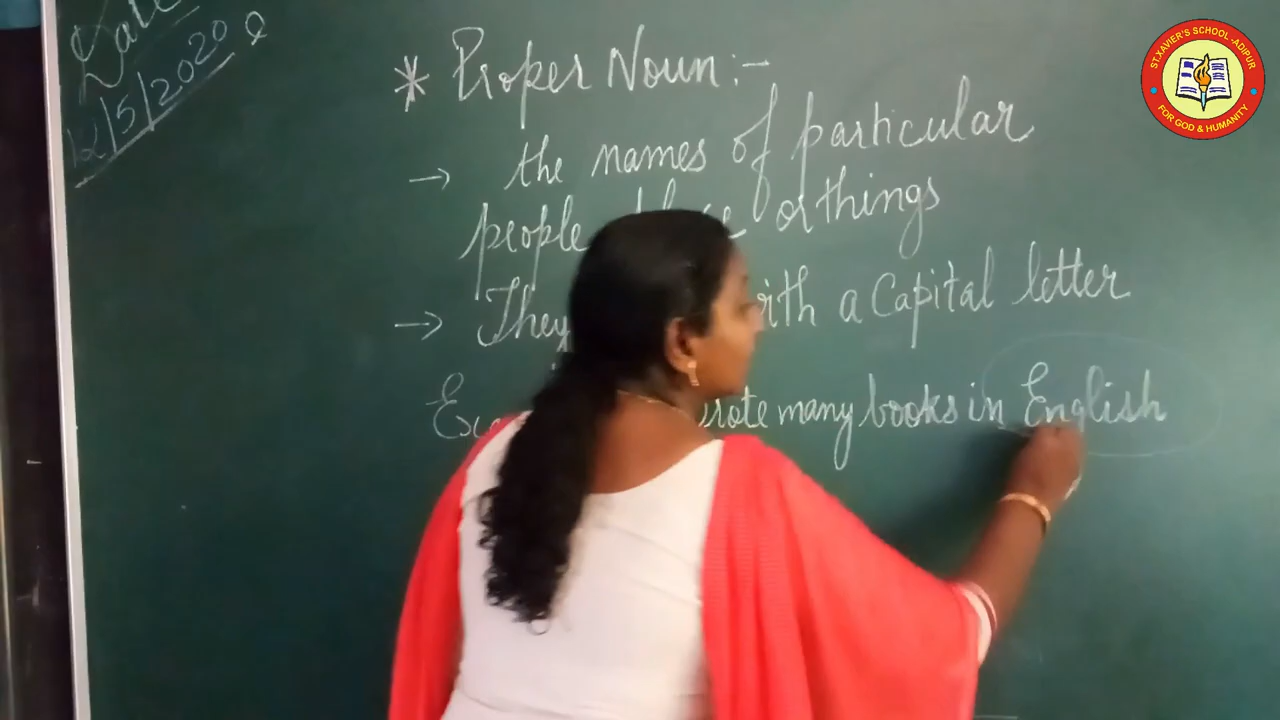 Date
12/5/2020
* Proper Noun :-
→ the names of particular
people or things
→ They with a Capital letter
many books in English
ST.XAVIER'S SCHOOL-ADIPUR
FOR GOD & HUMANITY